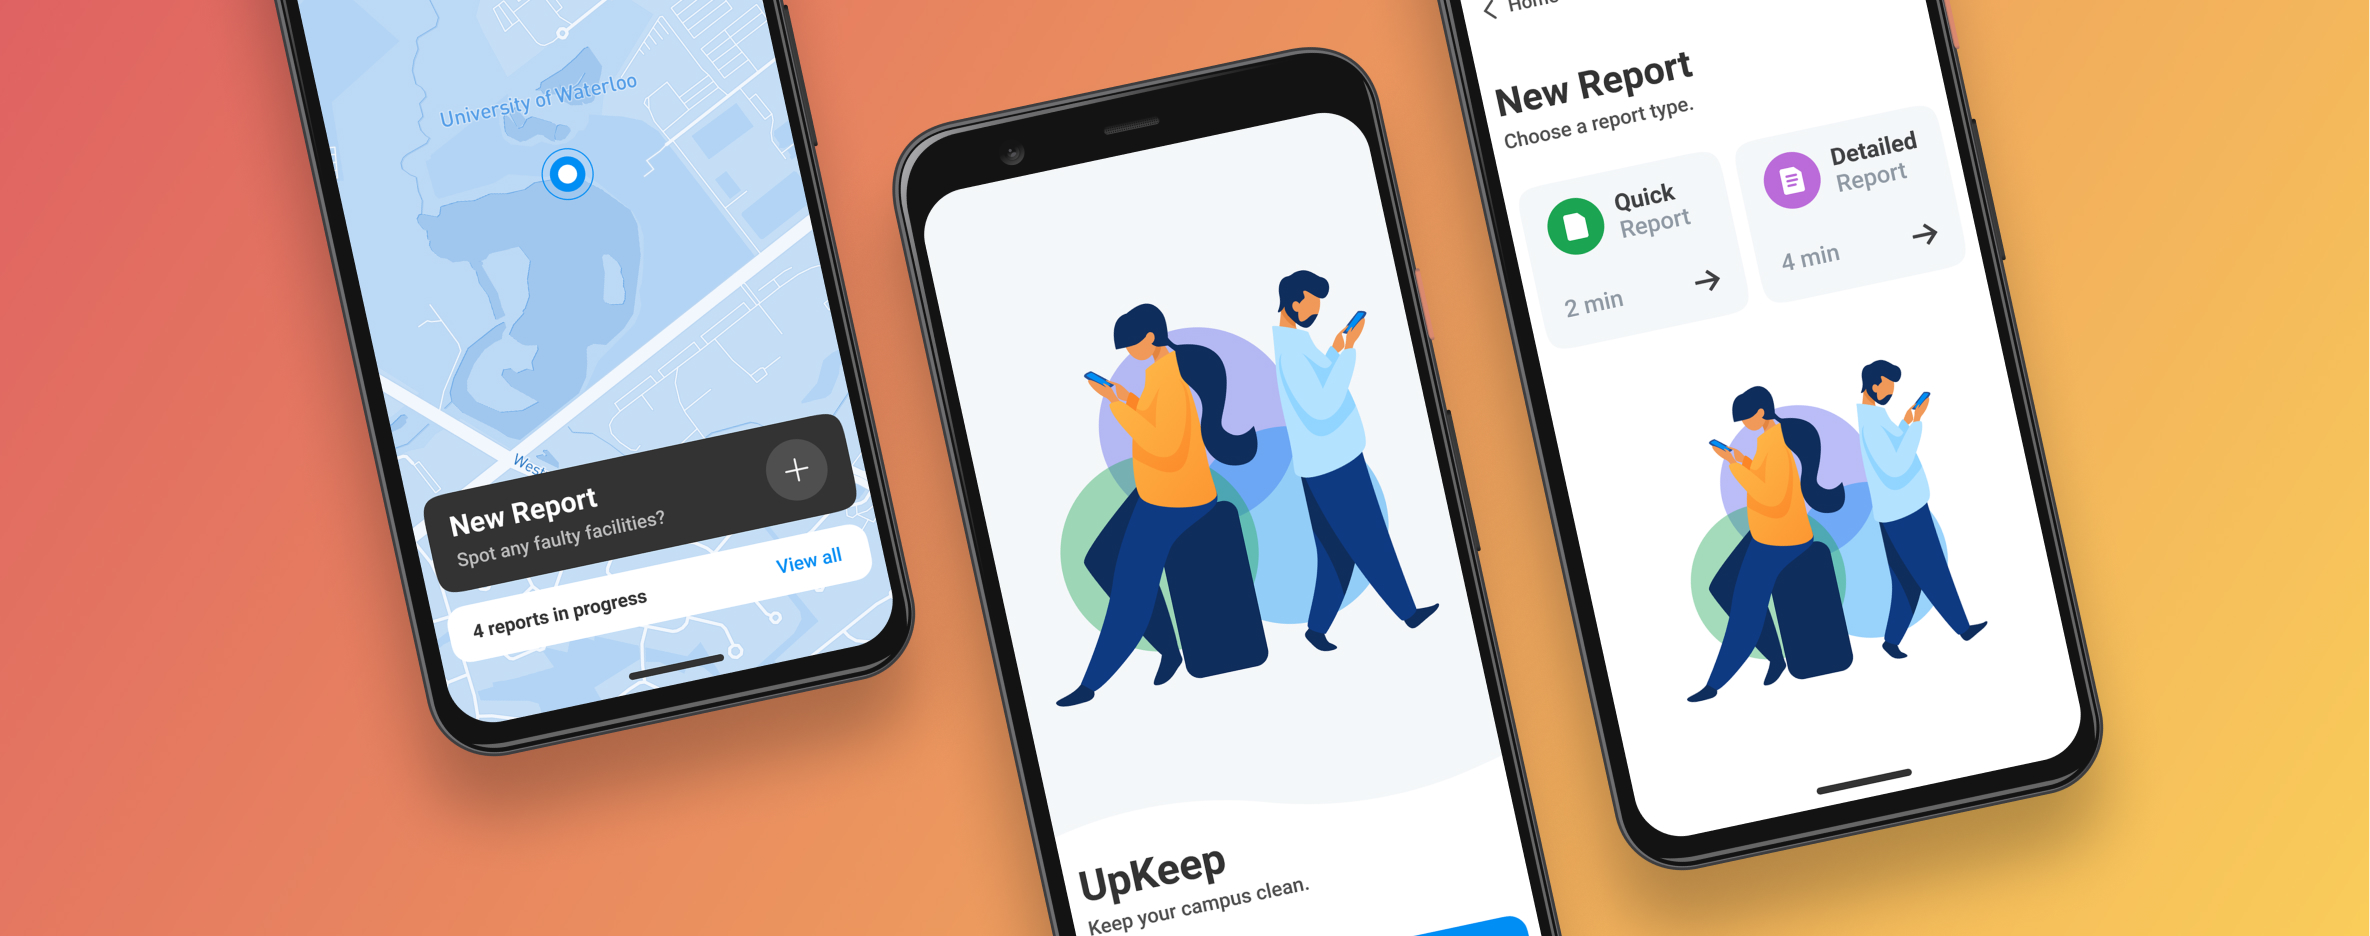 University of Waterloo
West
New Report
Spot any faulty facilities?
4 reports in progress
View all
UpKeep
Keep your campus clean.
Home
New Report
Choose a report type.
Quick
Report
2 min
Detailed
Report
4 min